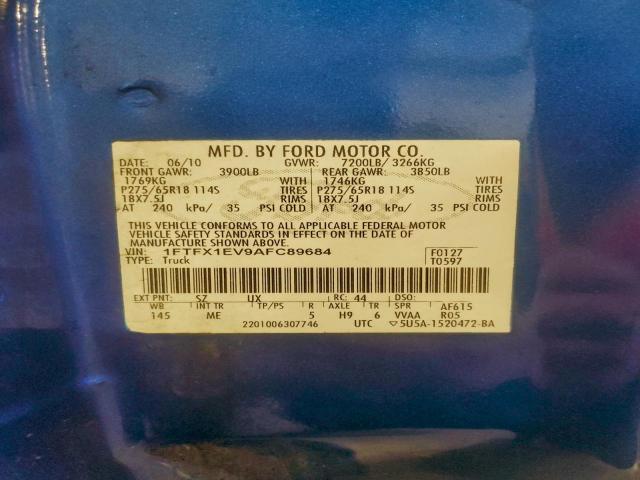 MFD. BY FORD MOTOR CO.
DATE: 06/10 GVWR: 7200LB/ 3266KG
FRONT GAWR: 3900LB REAR GAWR: 3850LB
1769KG WITH 1746KG WITH
P275/65R18 114S TIRES P275/65R18 114S TIRES
18X7.5J RIMS 18X7.5J RIMS
AT 240 kPa/ 35 PSI COLD AT 240 kPa/ 35 PSI COLD
THIS VEHICLE CONFORMS TO ALL APPLICABLE FEDERAL MOTOR
VEHICLE SAFETY STANDARDS IN EFFECT ON THE DATE OF
MANUFACTURE SHOWN ABOVE.
VIN: 1FTFX1EV9AFC89684 F0127
TYPE: Truck T0597
EXT PNT: SZ UX RC: 44 DSO:
WB INT TR TP/PS R AXLE TR SPR AF615
145 ME 5 H9 6 VVAA R05
2201006307746 UTC ▽5U5A-1520472-BA